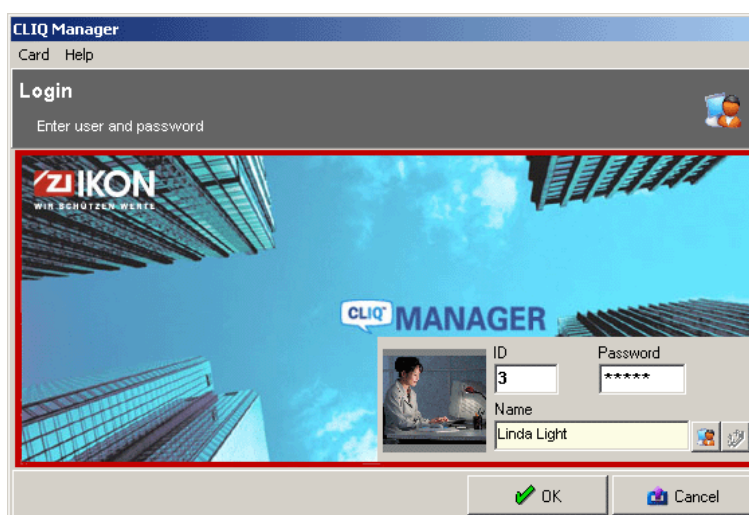 CLIQ Manager
Card Help
Login
Enter user and password
ZI IKON
WIR SCHÜTZEN WERTE
CLIQ MANAGER
ID Password
3 *****
Name
Linda Light
OK Cancel